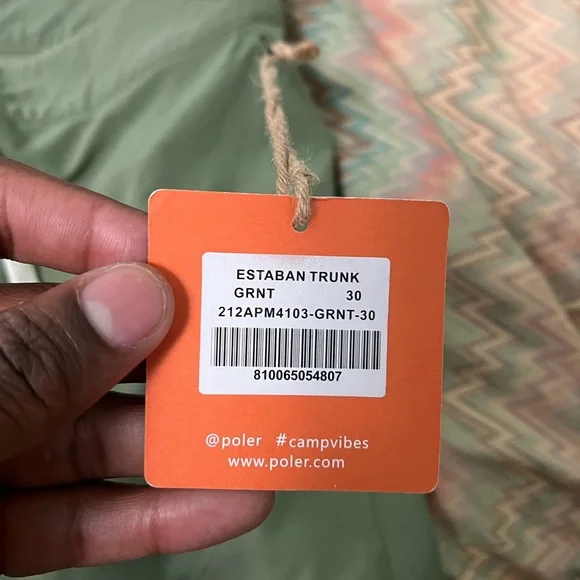 ESTABAN TRUNK
GRNT 30
212APM4103-GRNT-30
810065054807
@poler #campvibes
www.poler.com